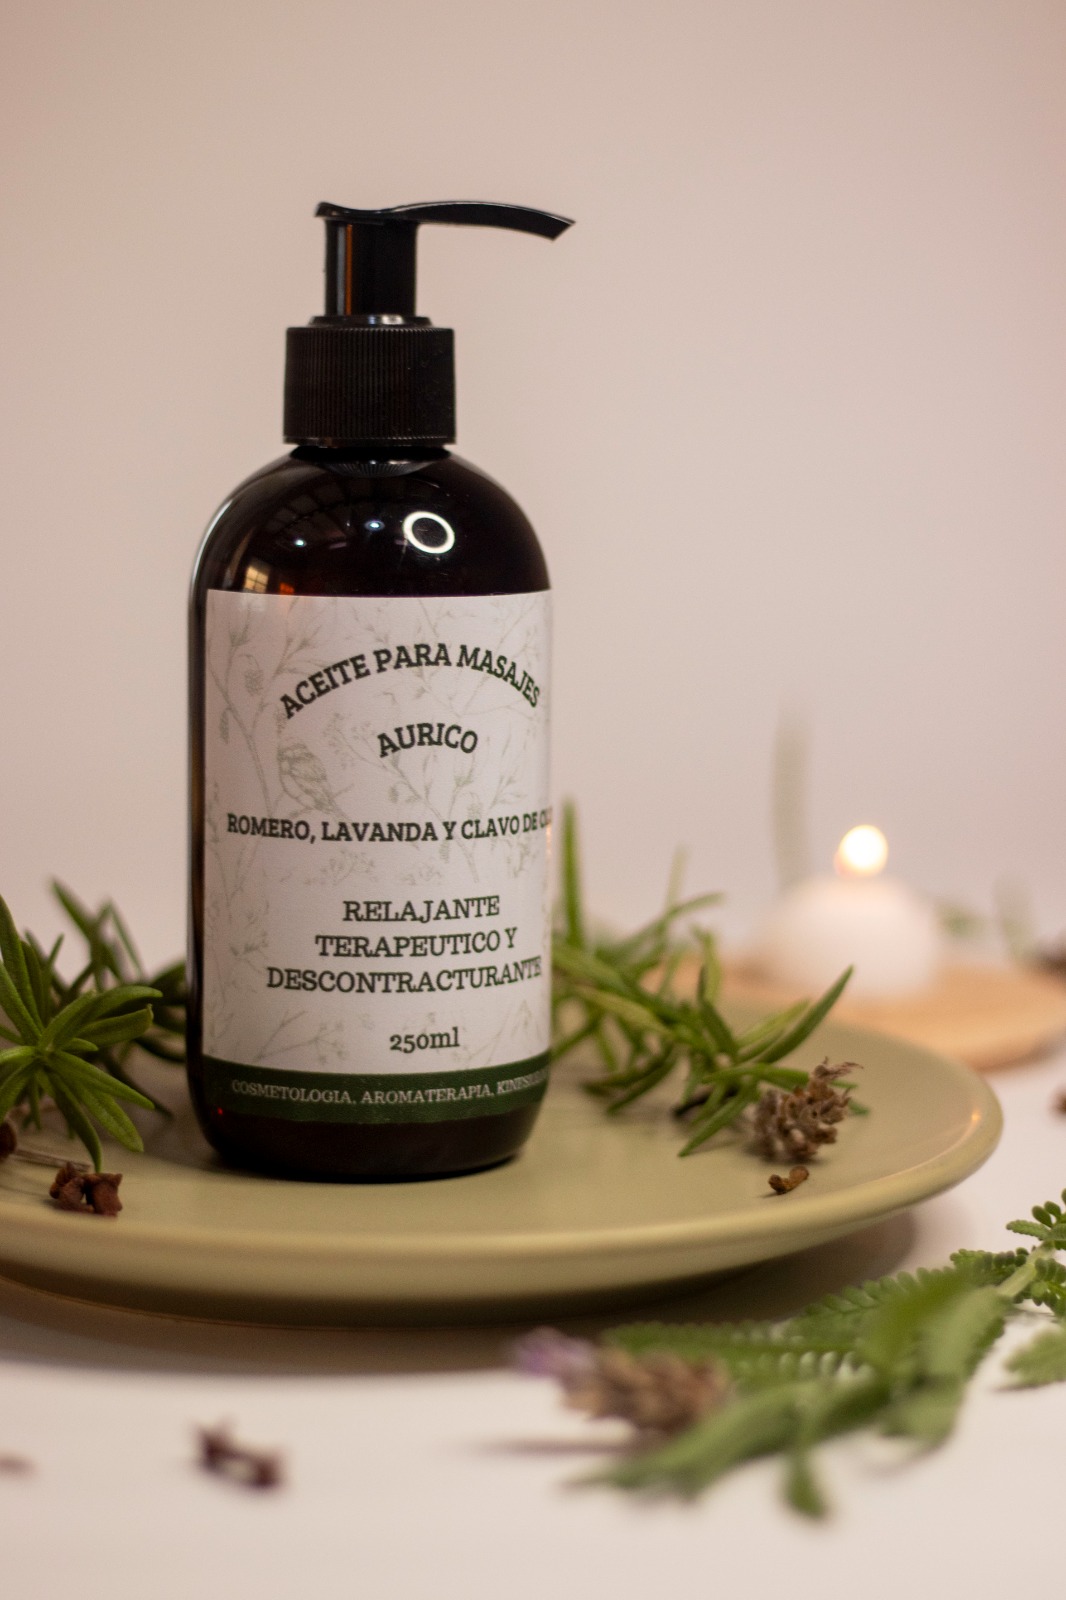 ACEITE PARA MASAJES
AURICO
ROMERO, LAVANDA Y CLAVO DE
RELAJANTE
TERAPEUTICO Y
DESCONTRACTURANTE
250ml
COSMETOLOGIA, AROMATERAPIA,